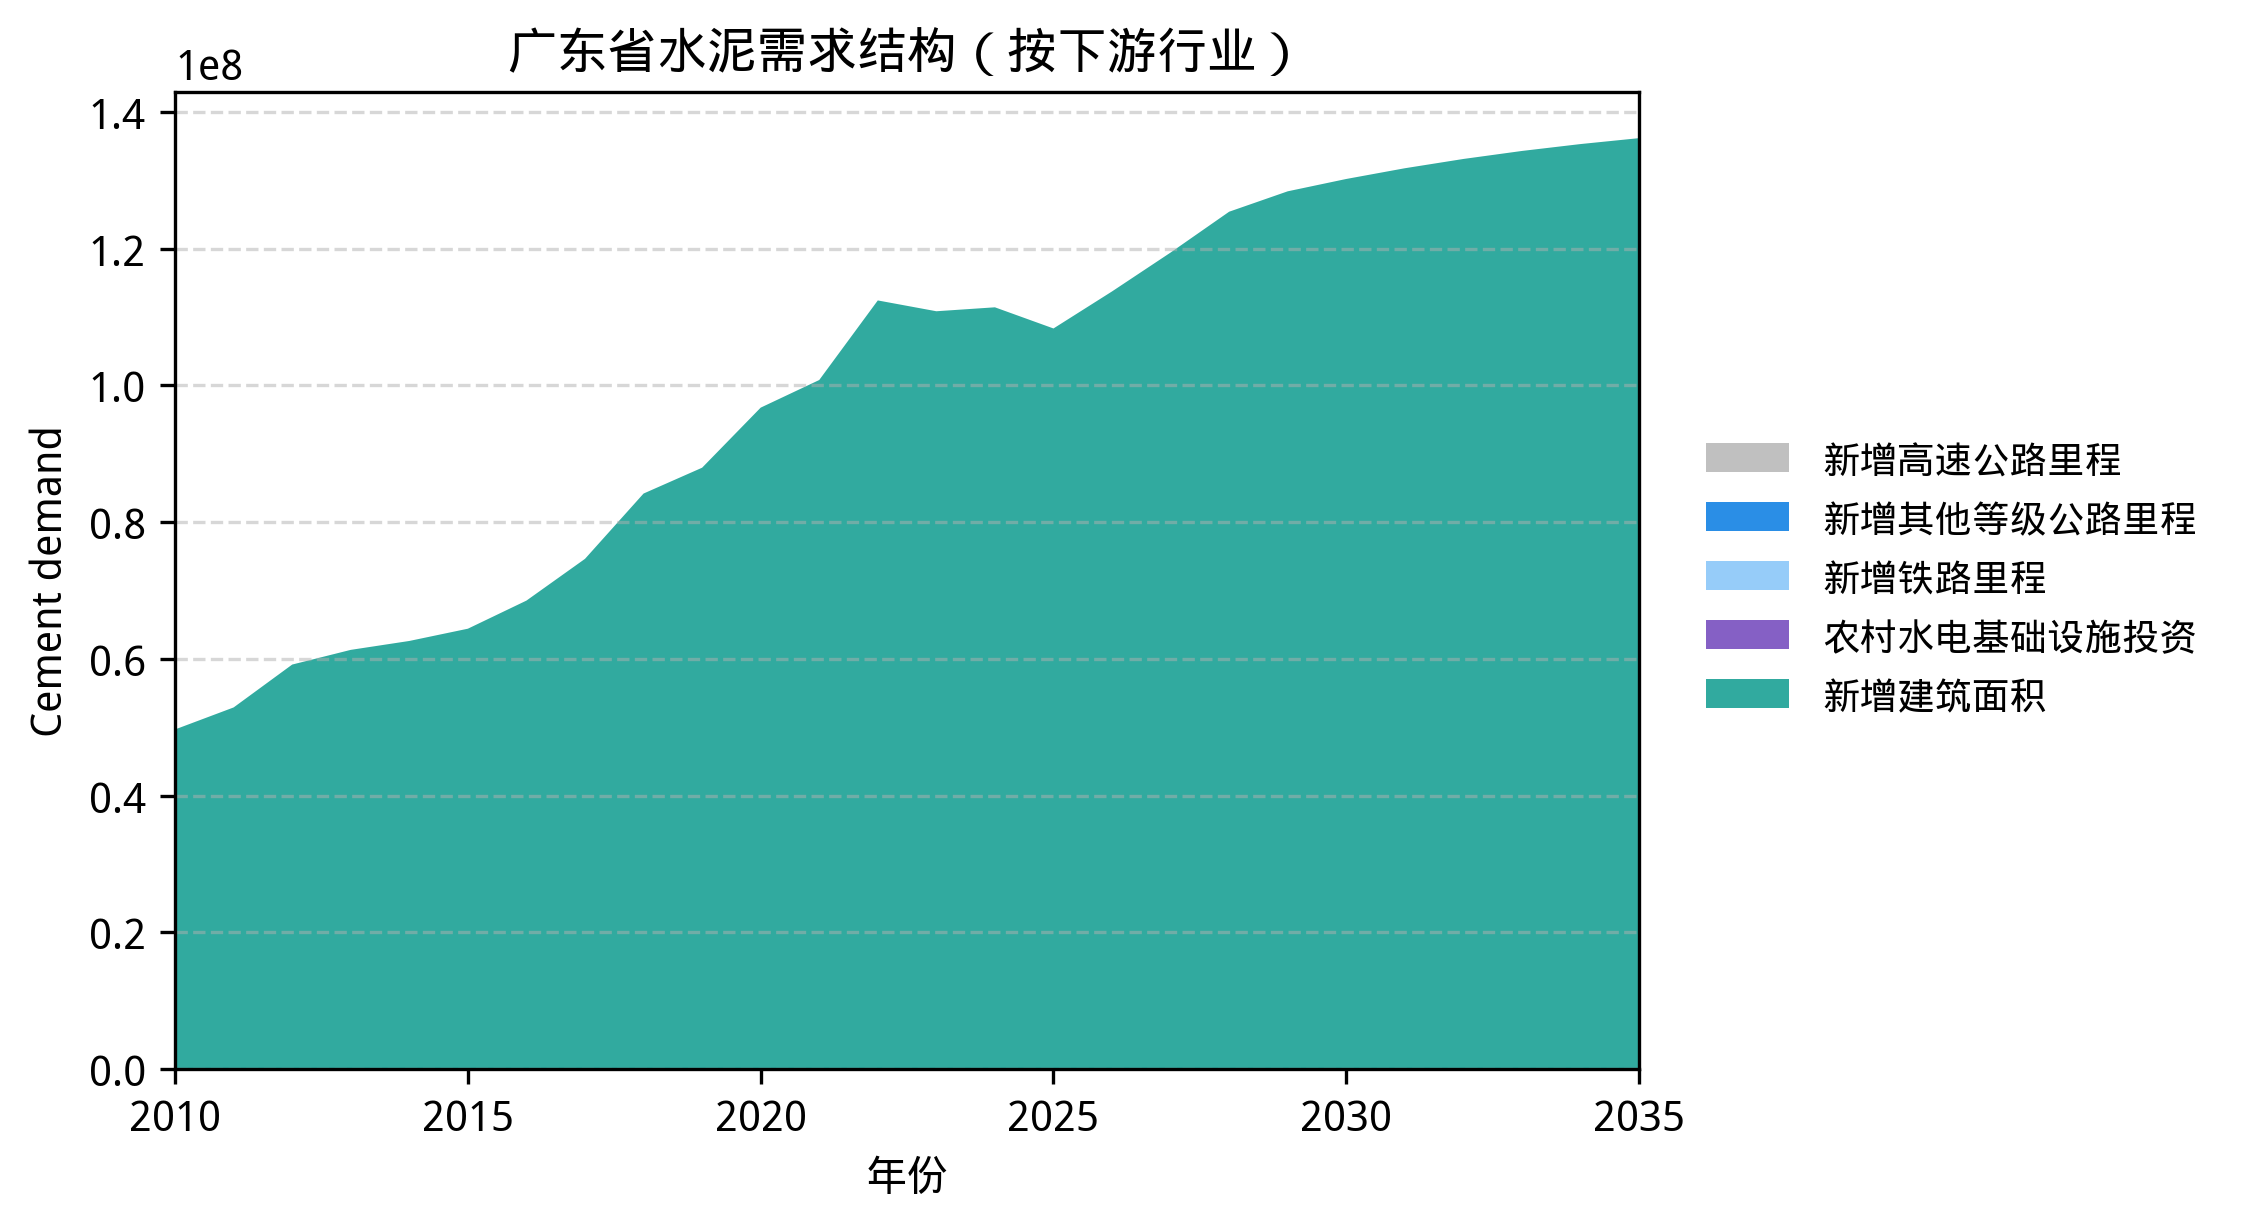 广东省水泥需求结构（按下游行业）
1e8
1.4
1.2
1.0
0.8
0.6
0.4
0.2
0.0
Cement demand
2010 2015 2020 2025 2030 2035
年份
新增高速公路里程
新增其他等级公路里程
新增铁路里程
农村水电基础设施投资
新增建筑面积